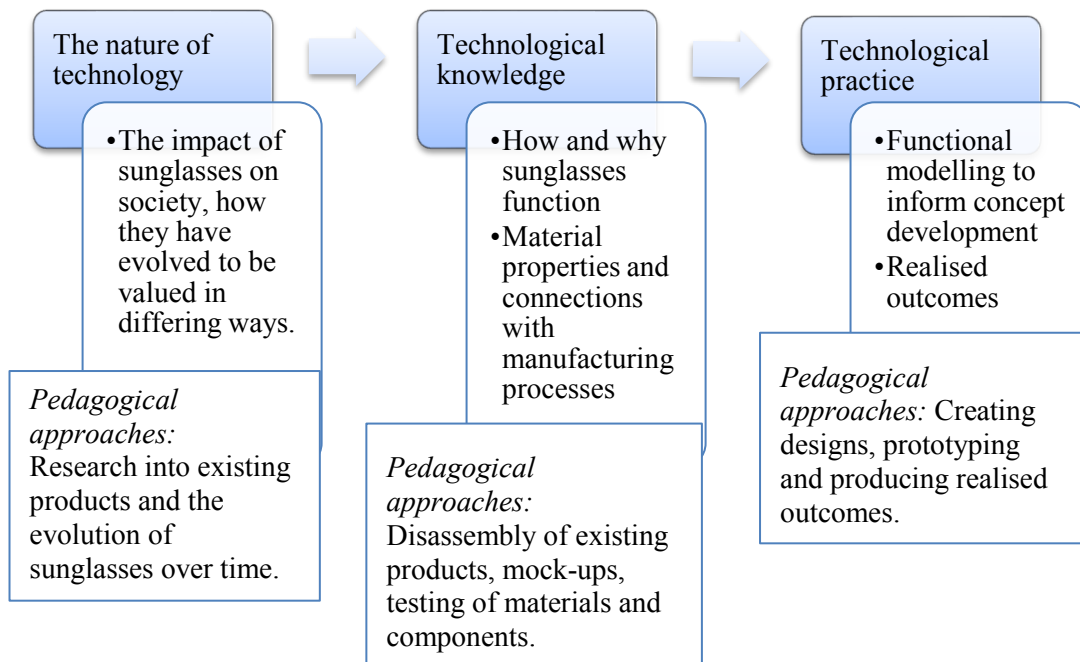 The nature of
technology
•The impact of
sunglasses on
society, how
they have
evolved to be
valued in
differing ways.
Pedagogical
approaches:
Research into existing
products and the
evolution of
sunglasses over time.
Technological
knowledge
•How and why
sunglasses
function
•Material
properties and
connections
with
manufacturing
processes
Pedagogical
approaches:
Disassembly of existing
products, mock-ups,
testing of materials and
components.
Technological
practice
•Functional
modelling to
inform concept
development
•Realised
outcomes
Pedagogical
approaches: Creating
designs, prototyping
and producing realised
outcomes.